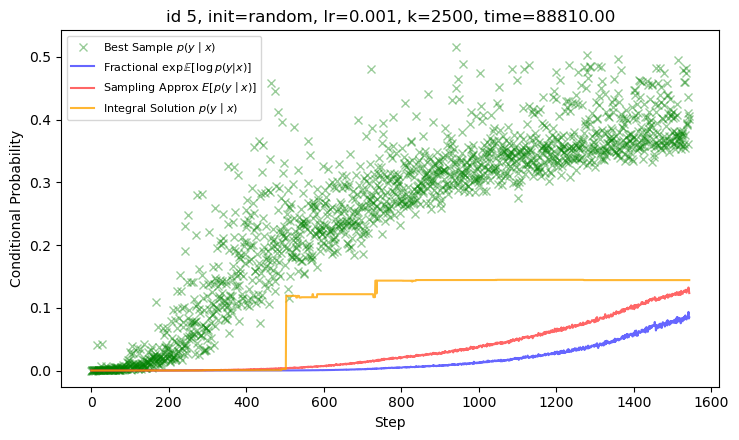 id 5, init=random, lr=0.001, k=2500, time=88810.00
Best Sample p(y | x)
Fractional exp 𝔼[log p(y|x)]
Sampling Approx E[p(y | x)]
Integral Solution p(y | x)
Conditional Probability
0.5
0.4
0.3
0.2
0.1
0.0
0 200 400 600 800 1000 1200 1400 1600
Step